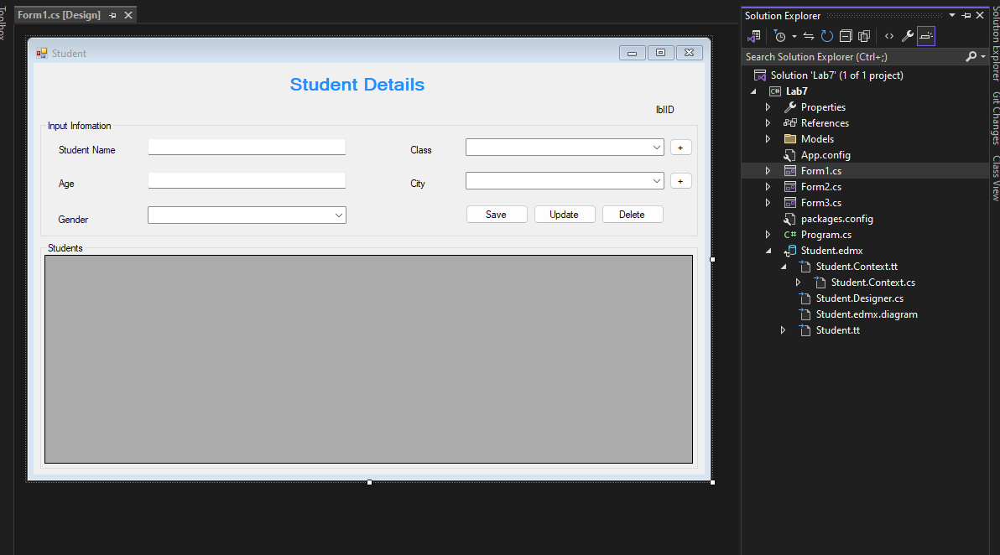 Form1.cs [Design]
Toolbox
Student
Student Details
lblID
Input Infomation
Student Name
Class
+
Age
City
+
Gender
Save
Update
Delete
Students
Solution Explorer
Search Solution Explorer (Ctrl+;)
Solution 'Lab7' (1 of 1 project)
C# Lab7
Properties
References
Models
App.config
Form1.cs
Form2.cs
Form3.cs
packages.config
C# Program.cs
Student.edmx
Student.Context.tt
Student.Context.cs
Student.Designer.cs
Student.edmx.diagram
Student.tt
Solution Explorer
Git Changes
Class View